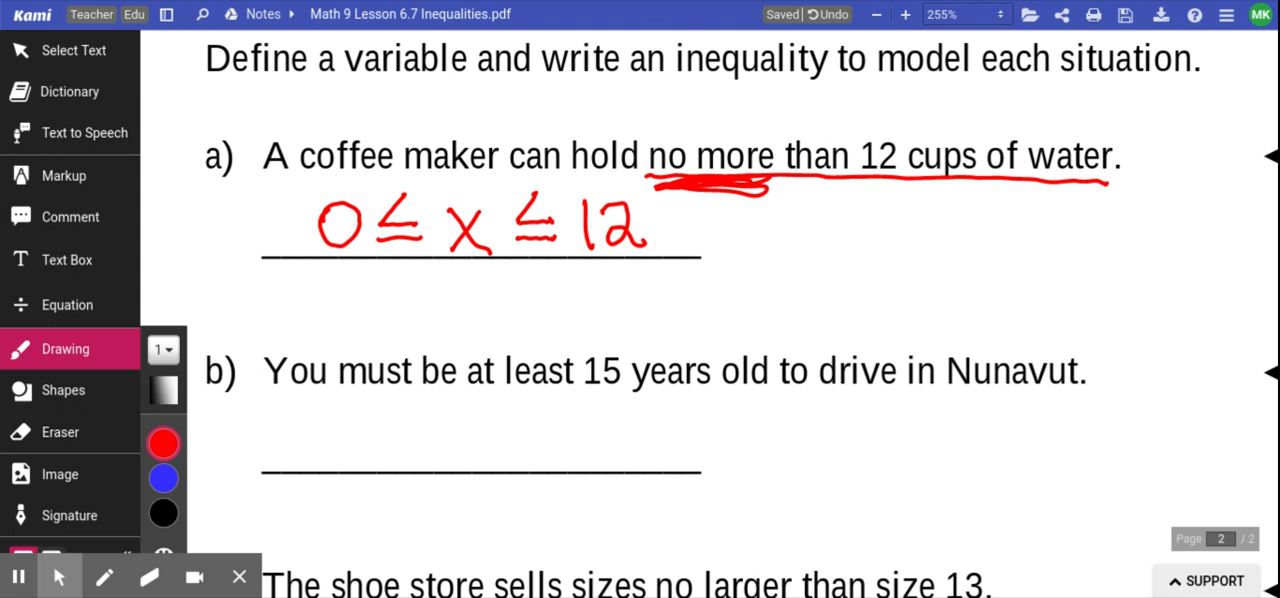 Kami Teacher Edu Notes Math 9 Lesson 6.7 Inequalities.pdf Saved Undo 255% MK
Select Text
Dictionary
Text to Speech
Markup
Comment
Text Box
Equation
Drawing
Shapes
Eraser
Image
Signature
1
Define a variable and write an inequality to model each situation.
a) A coffee maker can hold no more than 12 cups of water.
0 ≤ x ≤ 12
b) You must be at least 15 years old to drive in Nunavut.
The shoe store sells sizes no larger than size 13.
Page 2 / 2
SUPPORT